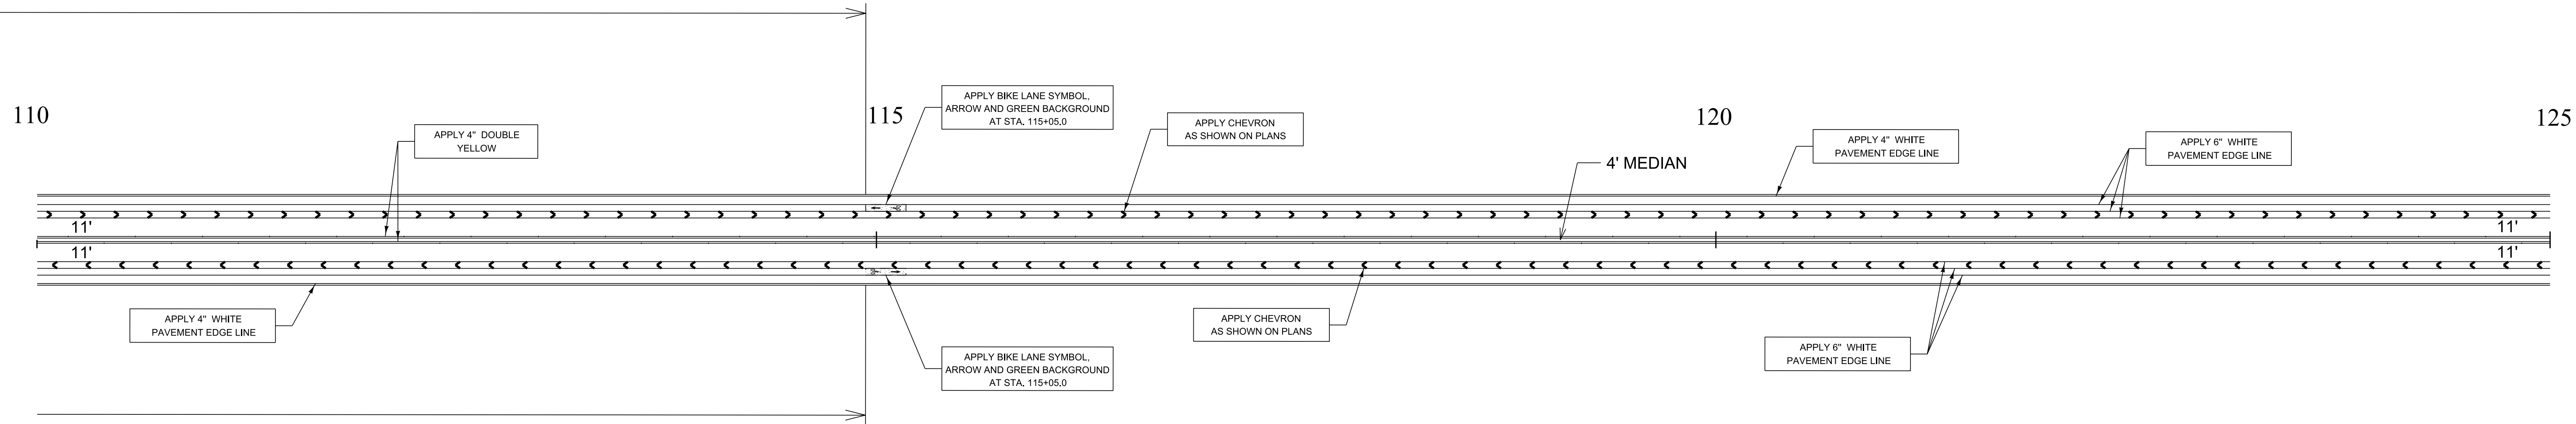 110
115
120
125
APPLY 4" DOUBLE
YELLOW
APPLY BIKE LANE SYMBOL,
ARROW AND GREEN BACKGROUND
AT STA. 115+05.0
APPLY CHEVRON
AS SHOWN ON PLANS
4' MEDIAN
APPLY 4" WHITE
PAVEMENT EDGE LINE
APPLY 6" WHITE
PAVEMENT EDGE LINE
11'
11'
11'
11'
APPLY 4" WHITE
PAVEMENT EDGE LINE
APPLY BIKE LANE SYMBOL,
ARROW AND GREEN BACKGROUND
AT STA. 115+05.0
APPLY CHEVRON
AS SHOWN ON PLANS
APPLY 6" WHITE
PAVEMENT EDGE LINE